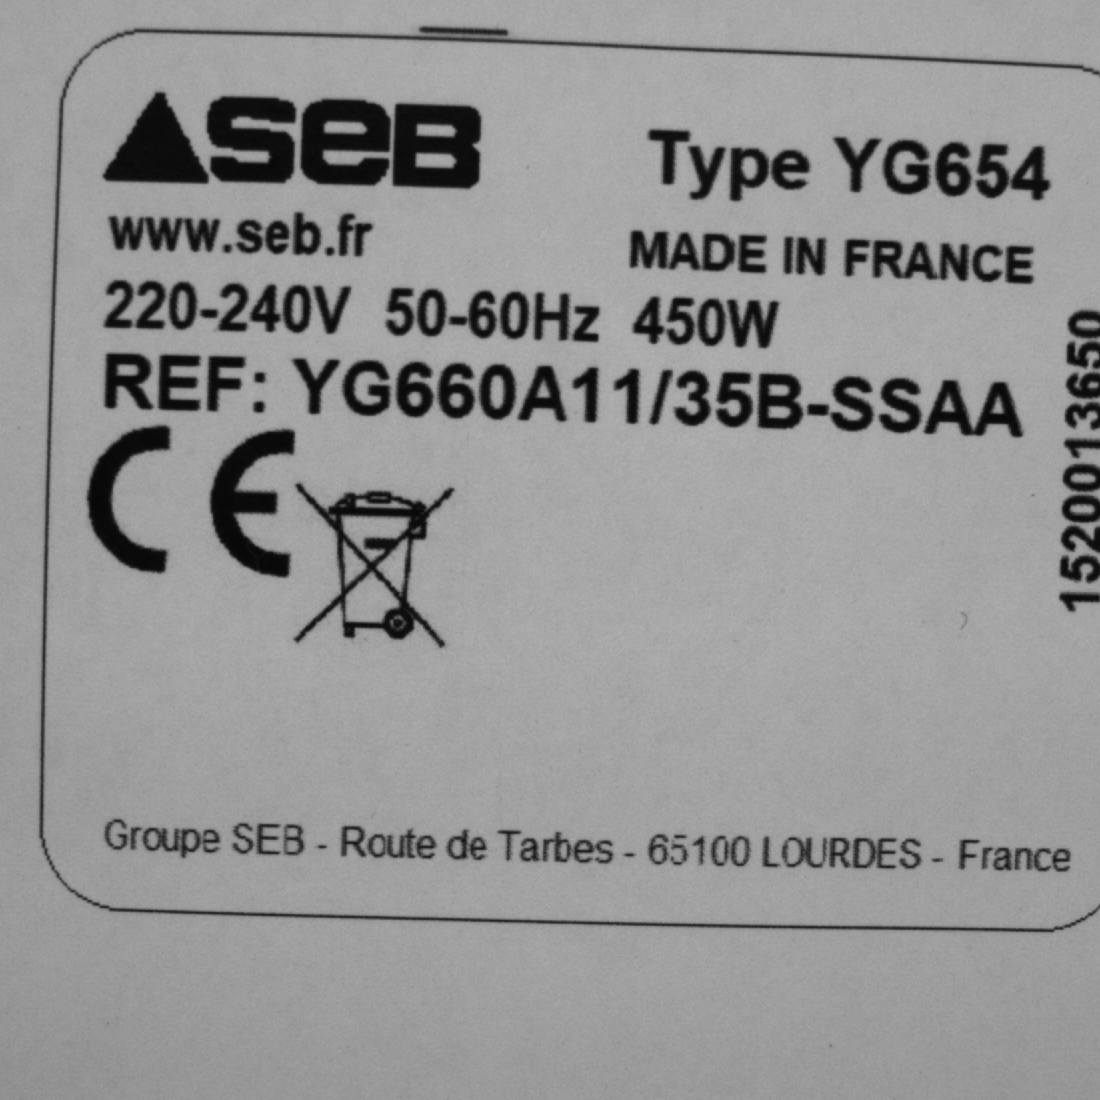 SEB
Type YG654
www.seb.fr
MADE IN FRANCE
220-240V 50-60Hz 450W
REF: YG660A11/35B-SSAA
CE
1520013650
Groupe SEB - Route de Tarbes - 65100 LOURDES - France